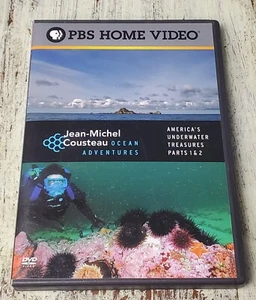 PBS HOME VIDEO
Jean-Michel
Cousteau OCEAN
ADVENTURES
AMERICA'S
UNDERWATER
TREASURES
PARTS 1 & 2
DVD